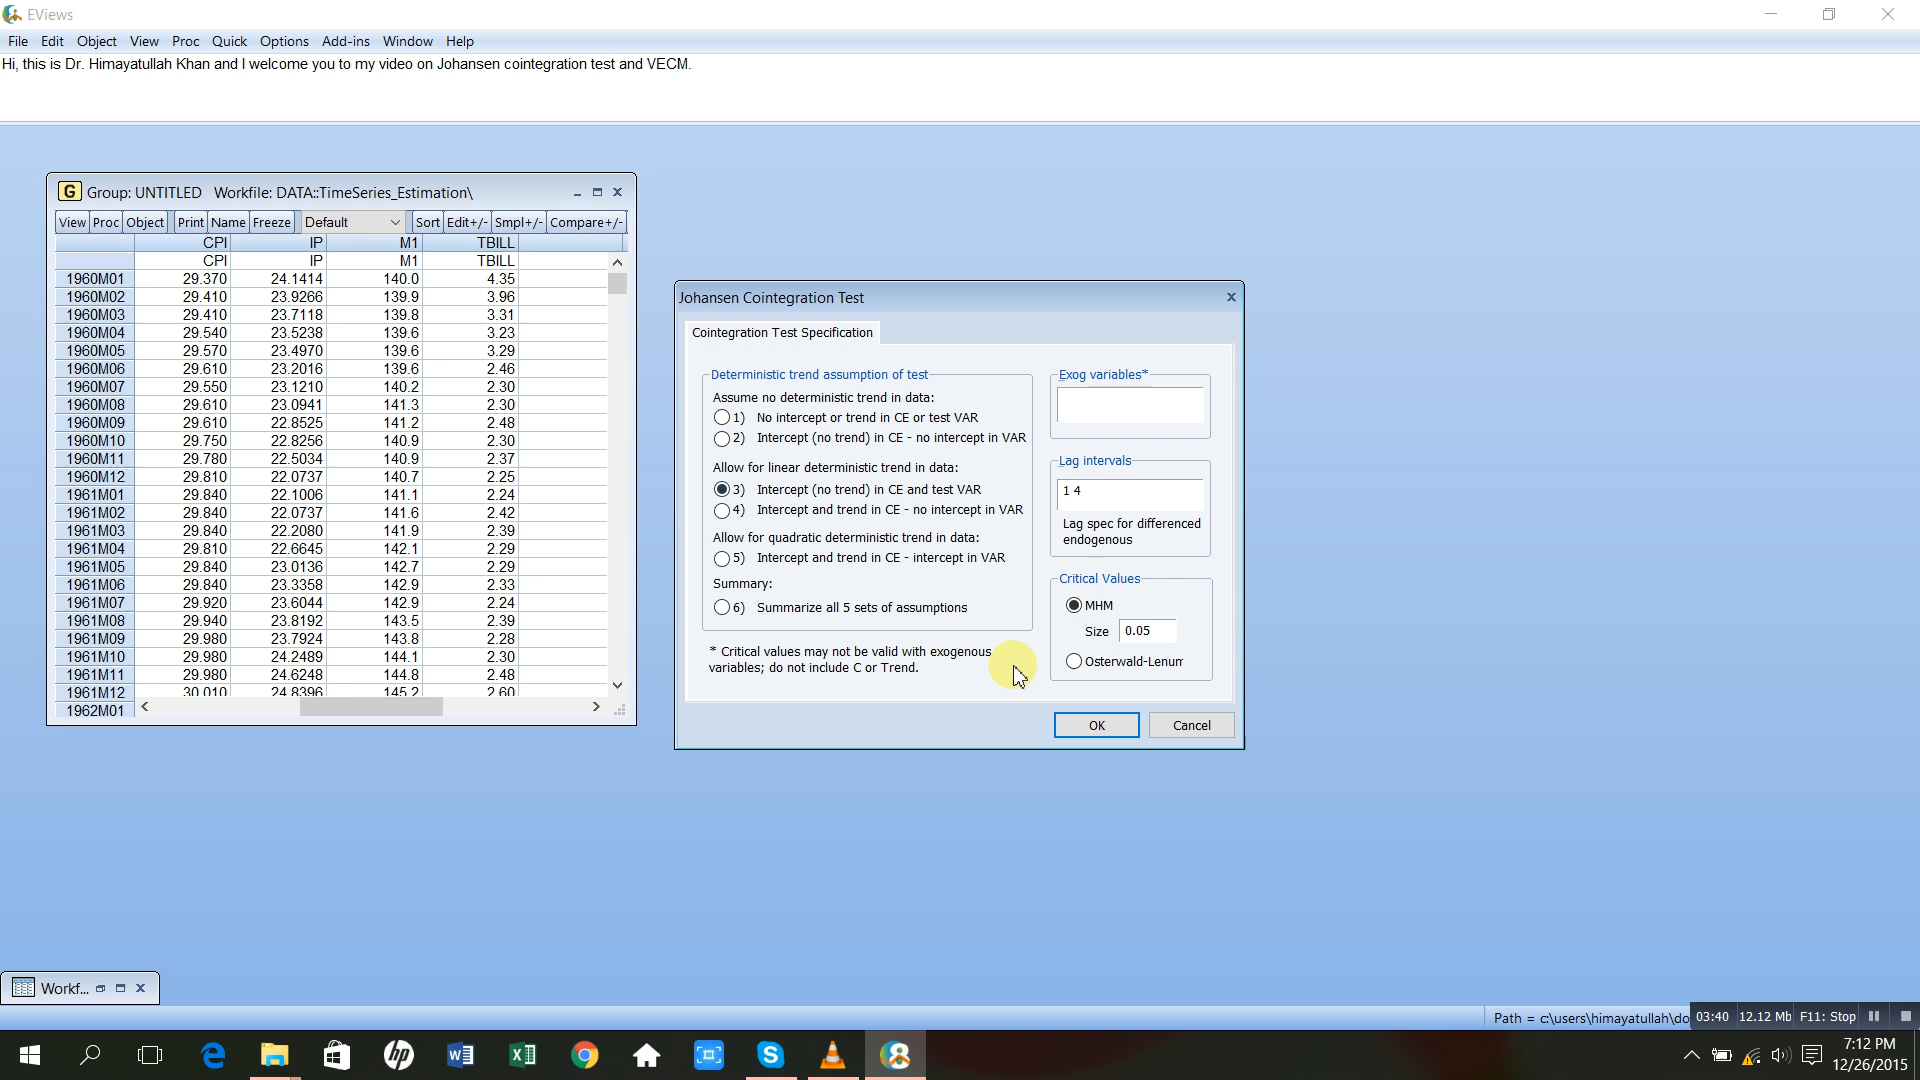 EViews
File Edit Object View Proc Quick Options Add-ins Window Help
Hi, this is Dr. Himayatullah Khan and I welcome you to my video on Johansen cointegration test and VECM.
G Group: UNTITLED Workfile: DATA::TimeSeries_Estimation\
View Proc Object Print Name Freeze Default Sort Edit+/- Smpl+/- Compare+/-
CPI IP M1 TBILL
CPI IP M1 TBILL
1960M01 29.370 24.1414 140.0 4.35
1960M02 29.410 23.9266 139.9 3.96
1960M03 29.410 23.7118 139.8 3.31
1960M04 29.540 23.5238 139.6 3.23
1960M05 29.570 23.4970 139.6 3.29
1960M06 29.610 23.2016 139.6 2.46
1960M07 29.550 23.1210 140.2 2.30
1960M08 29.610 23.0941 141.3 2.30
1960M09 29.610 22.8525 141.2 2.48
1960M10 29.750 22.8256 140.9 2.30
1960M11 29.780 22.5034 140.9 2.37
1960M12 29.810 22.0737 140.7 2.25
1961M01 29.840 22.1006 141.1 2.24
1961M02 29.840 22.0737 141.6 2.42
1961M03 29.840 22.2080 141.9 2.39
1961M04 29.810 22.6645 142.1 2.29
1961M05 29.840 23.0136 142.7 2.29
1961M06 29.840 23.3358 142.9 2.33
1961M07 29.920 23.6044 142.9 2.24
1961M08 29.940 23.8192 143.5 2.39
1961M09 29.980 23.7924 143.8 2.28
1961M10 29.980 24.2489 144.1 2.30
1961M11 29.980 24.6248 144.8 2.48
1961M12 30.010 24.8396 145.2 2.60
1962M01
Johansen Cointegration Test
Cointegration Test Specification
Deterministic trend assumption of test
Assume no deterministic trend in data:
1) No intercept or trend in CE or test VAR
2) Intercept (no trend) in CE - no intercept in VAR
Allow for linear deterministic trend in data:
3) Intercept (no trend) in CE and test VAR
4) Intercept and trend in CE - no intercept in VAR
Allow for quadratic deterministic trend in data:
5) Intercept and trend in CE - intercept in VAR
Summary:
6) Summarize all 5 sets of assumptions
* Critical values may not be valid with exogenous
variables; do not include C or Trend.
Exog variables*
Lag intervals
1 4
Lag spec for differenced
endogenous
Critical Values
MHM
Size 0.05
Osterwald-Lenum
OK Cancel
Workf...
Path = c:\users\himayatullah\do
03:40 12.12 Mb F11: Stop
7:12 PM
12/26/2015